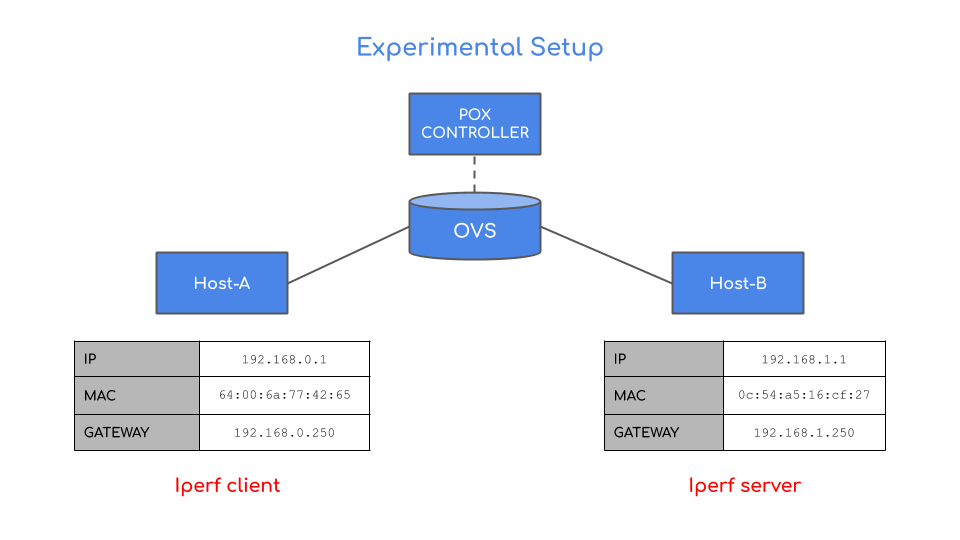 Experimental Setup
POX
CONTROLLER
OVS
Host-A
Host-B
IP 192.168.0.1
MAC 64:00:6a:77:42:65
GATEWAY 192.168.0.250
IP 192.168.1.1
MAC 0c:54:a5:16:cf:27
GATEWAY 192.168.1.250
Iperf client
Iperf server